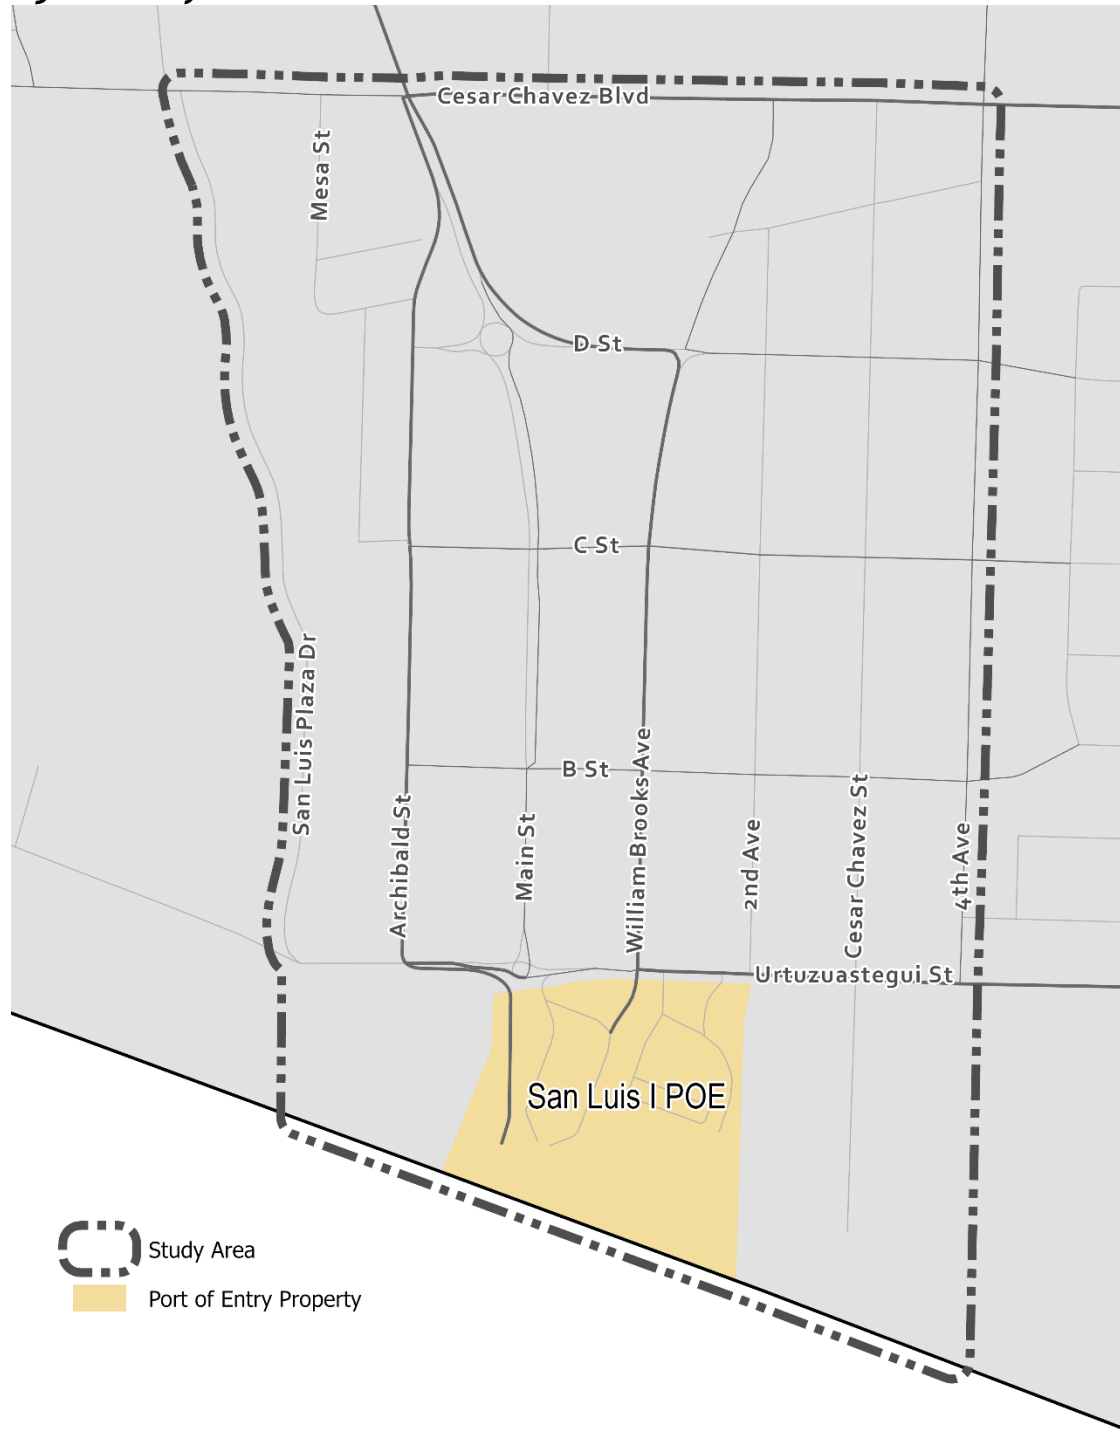 Cesar Chavez Blvd
Mesa St
D St
C St
San Luis Plaza Dr
B St
Archibald St
Main St
William Brooks Ave
2nd Ave
Cesar Chavez St
4th Ave
Urtuzuastegui St
San Luis I POE
Study Area
Port of Entry Property